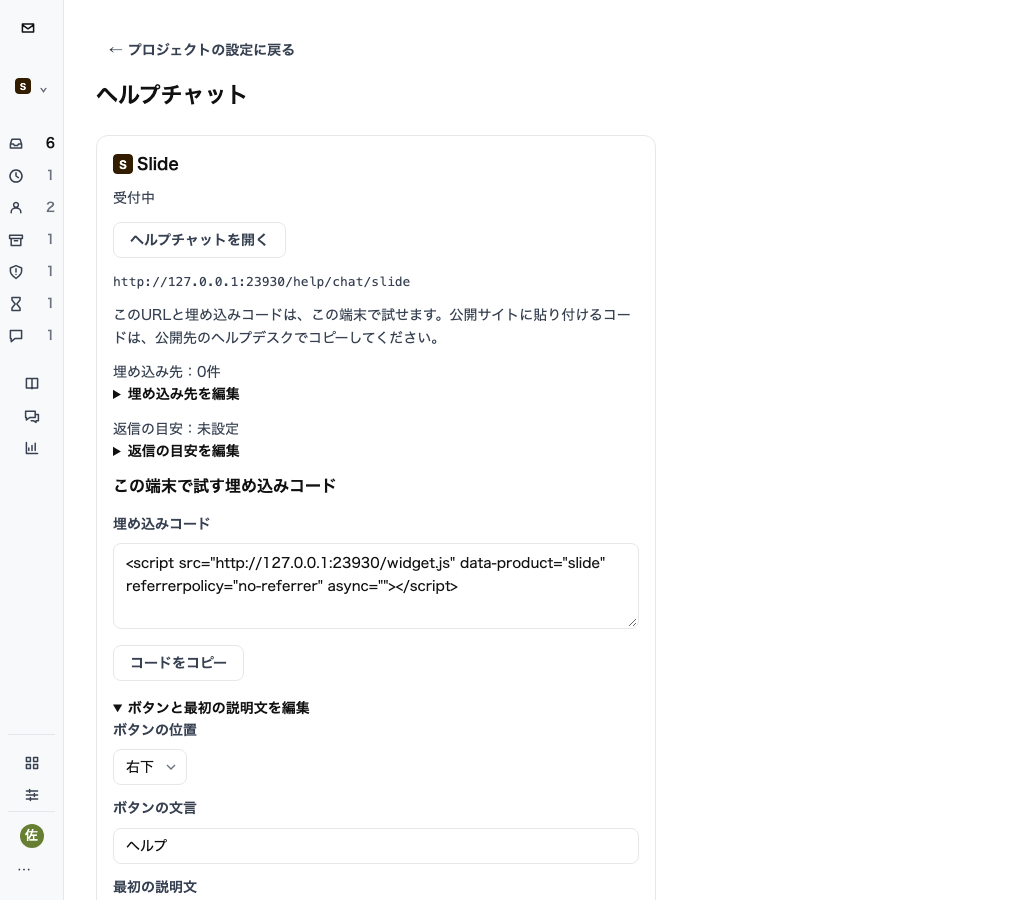 ← プロジェクトの設定に戻る
ヘルプチャット
S
6
1
2
1
1
1
1
S Slide
受付中
ヘルプチャットを開く
http://127.0.0.1:23930/help/chat/slide
このURLと埋め込みコードは、この端末で試せます。公開サイトに貼り付けるコー
ドは、公開先のヘルプデスクでコピーしてください。
埋め込み先：0件
埋め込み先を編集
返信の目安：未設定
返信の目安を編集
この端末で試す埋め込みコード
埋め込みコード
<script src="http://127.0.0.1:23930/widget.js" data-product="slide"
referrerpolicy="no-referrer" async=""></script>
コードをコピー
ボタンと最初の説明文を編集
ボタンの位置
右下
ボタンの文言
ヘルプ
最初の説明文
佐